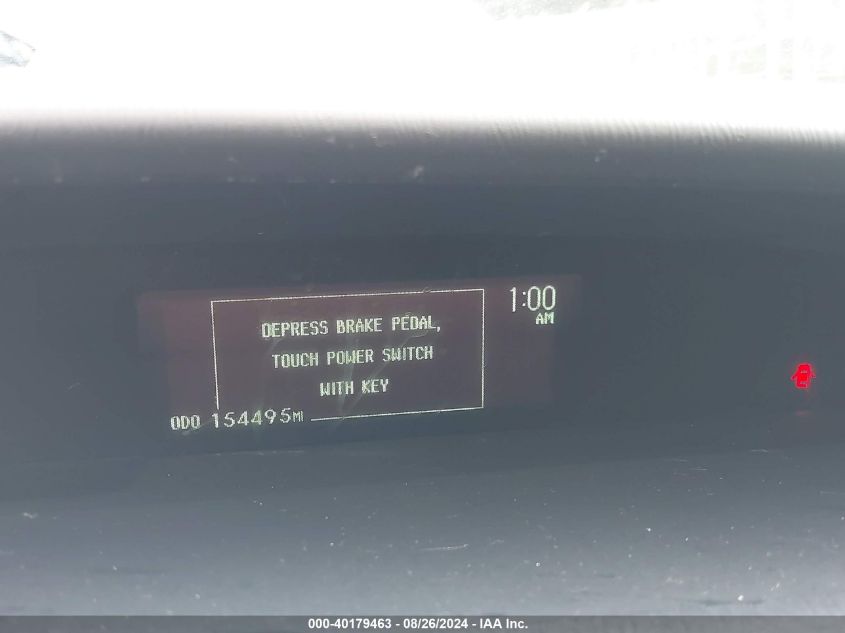 1:00
AM
DEPRESS BRAKE PEDAL,
TOUCH POWER SWITCH
WITH KEY
ODO 154495MI
000-40179463 - 08/26/2024 - IAA Inc.